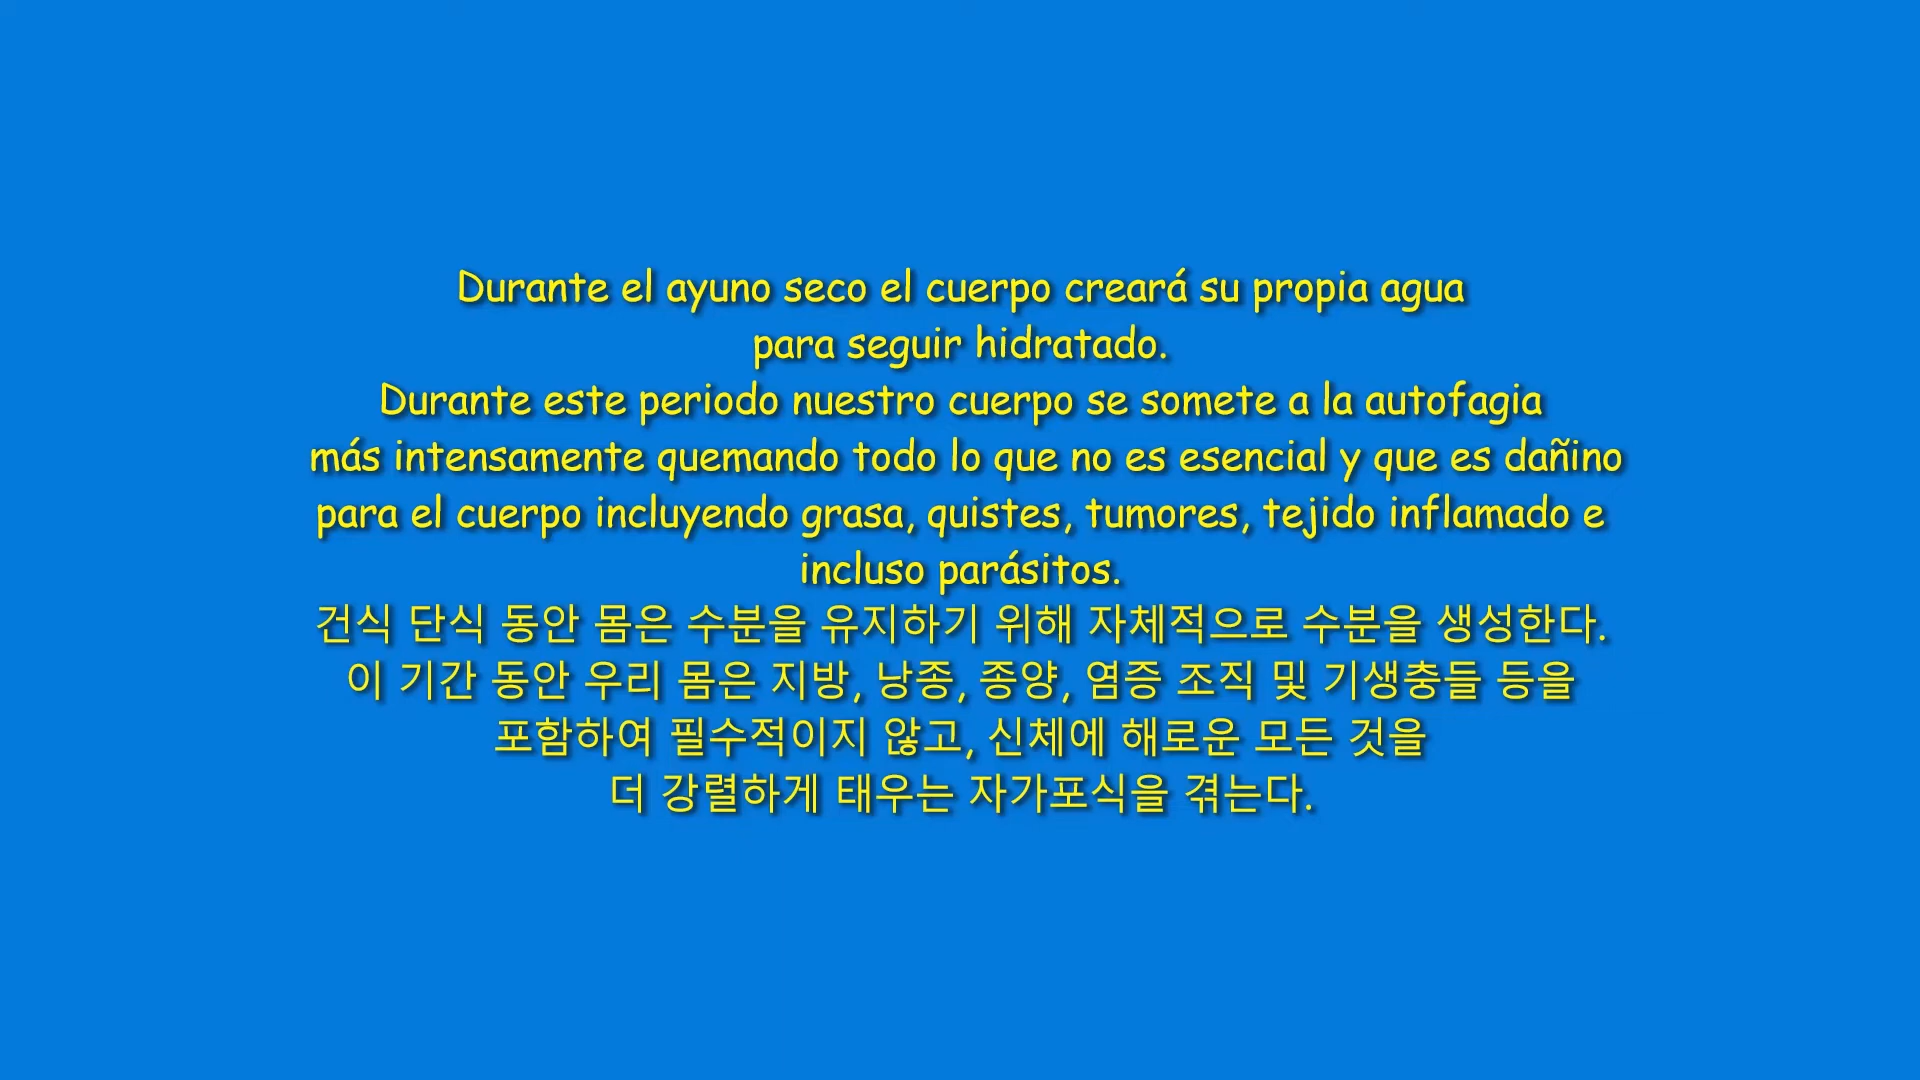 Durante el ayuno seco el cuerpo creará su propia agua
para seguir hidratado.
Durante este periodo nuestro cuerpo se somete a la autofagia
más intensamente quemando todo lo que no es esencial y que es dañino
para el cuerpo incluyendo grasa, quistes, tumores, tejido inflamado e
incluso parásitos.
건식 단식 동안 몸은 수분을 유지하기 위해 자체적으로 수분을 생성한다.
이 기간 동안 우리 몸은 지방, 낭종, 종양, 염증 조직 및 기생충들 등을
포함하여 필수적이지 않고, 신체에 해로운 모든 것을
더 강렬하게 태우는 자가포식을 겪는다.